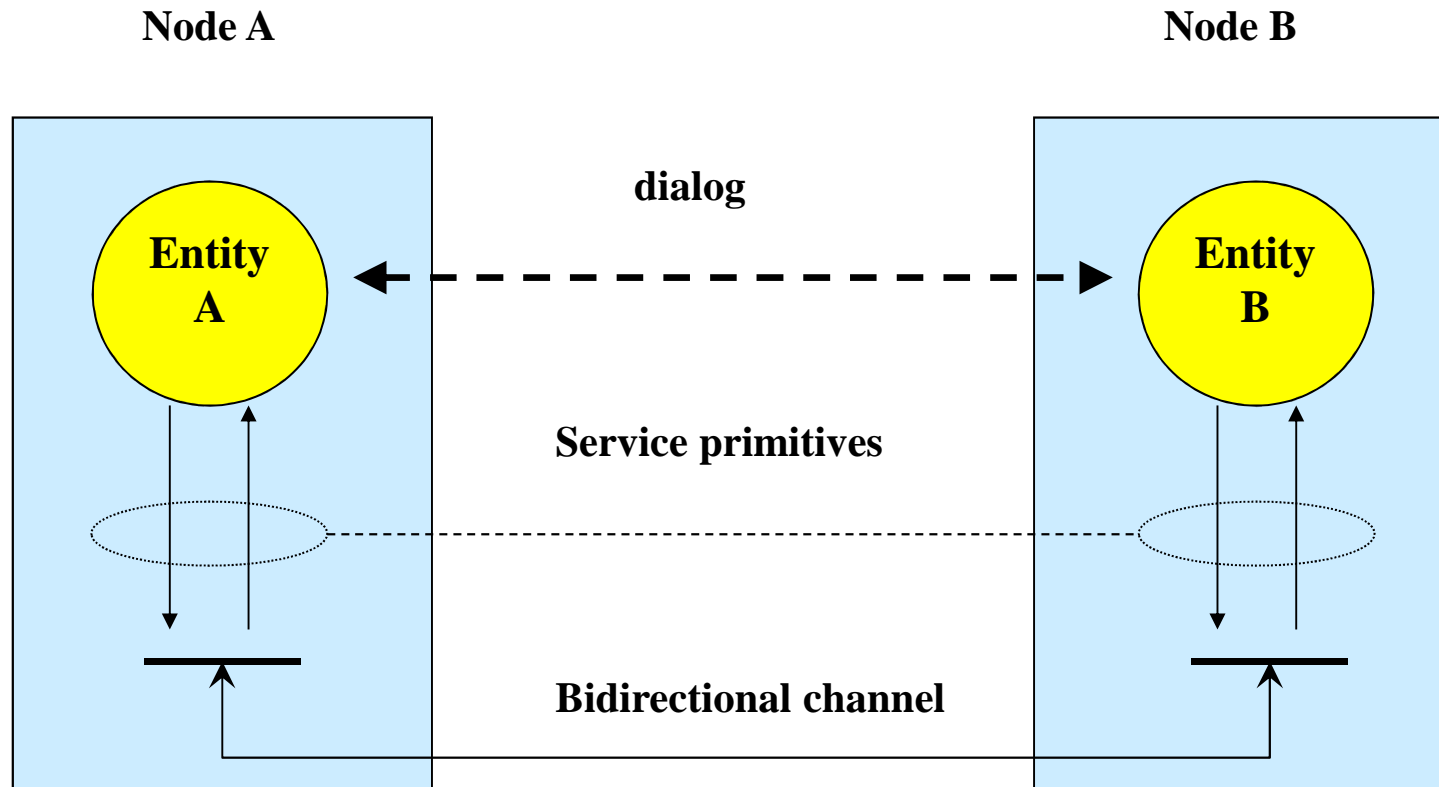 Node A
Node B
dialog
Entity
A
Entity
B
Service primitives
Bidirectional channel